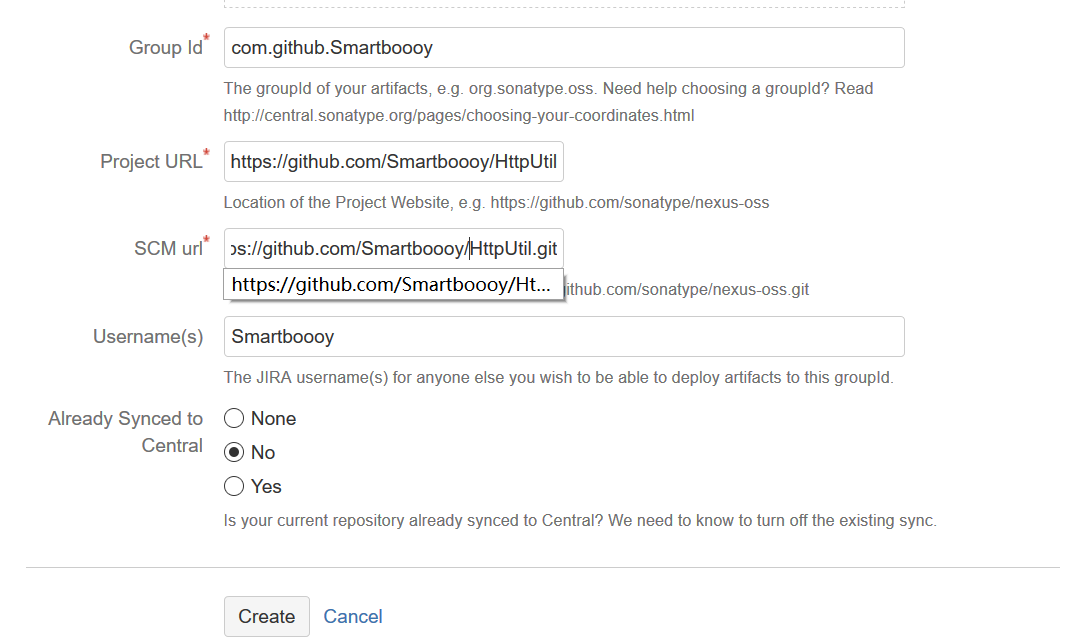 Group Id*
com.github.Smartboooy
The groupId of your artifacts, e.g. org.sonatype.oss. Need help choosing a groupId? Read
http://central.sonatype.org/pages/choosing-your-coordinates.html
Project URL*
https://github.com/Smartboooy/HttpUtil
Location of the Project Website, e.g. https://github.com/sonatype/nexus-oss
SCM url*
ps://github.com/Smartboooy/HttpUtil.git
https://github.com/Smartboooy/Ht...
ithub.com/sonatype/nexus-oss.git
Username(s)
Smartboooy
The JIRA username(s) for anyone else you wish to be able to deploy artifacts to this groupId.
Already Synced to
Central
None
No
Yes
Is your current repository already synced to Central? We need to know to turn off the existing sync.
Create Cancel